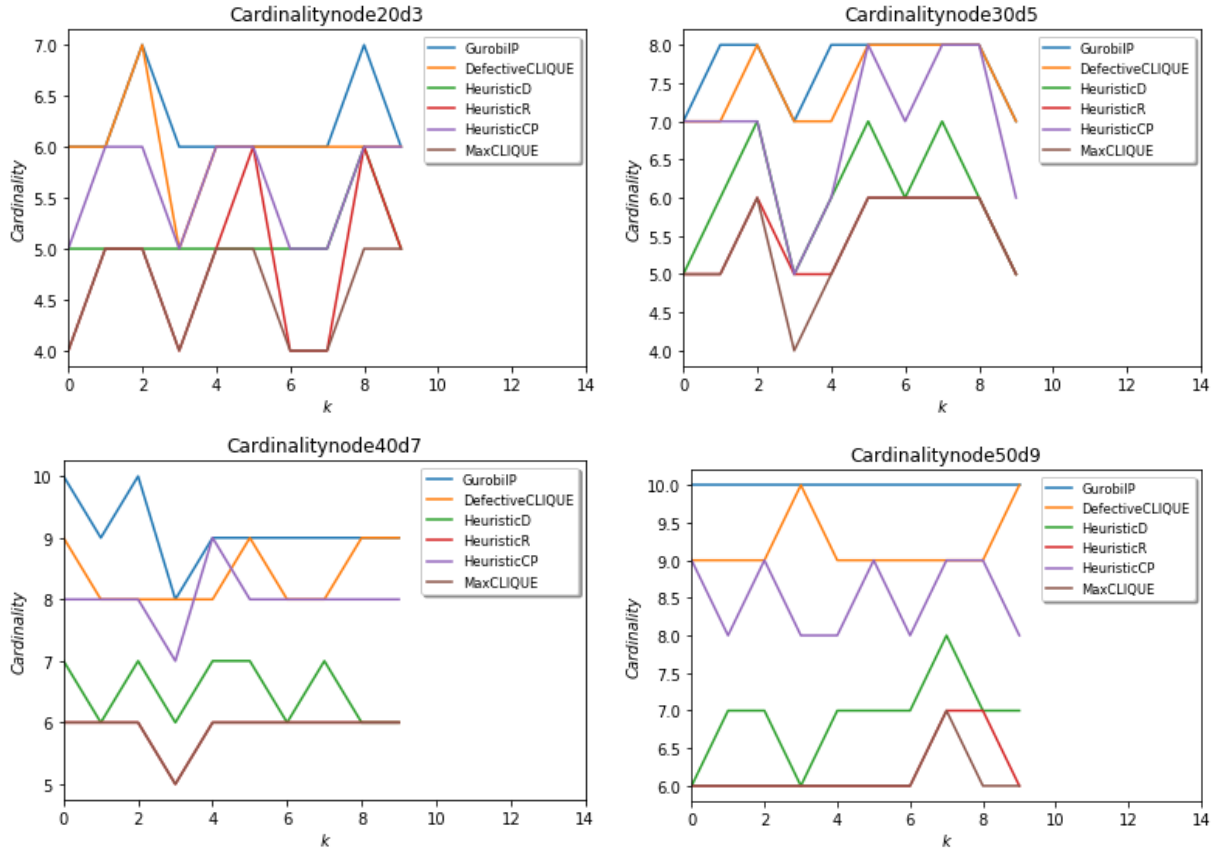 Cardinalitynode20d3
7.0
6.5
6.0
5.5
5.0
4.5
4.0
Cardinality
0 2 4 6 8 10 12 14
k
GurobiIP
DefectiveCLIQUE
HeuristicD
HeuristicR
HeuristicCP
MaxCLIQUE
Cardinalitynode30d5
8.0
7.5
7.0
6.5
6.0
5.5
5.0
4.5
4.0
Cardinality
0 2 4 6 8 10 12 14
k
GurobiIP
DefectiveCLIQUE
HeuristicD
HeuristicR
HeuristicCP
MaxCLIQUE
Cardinalitynode40d7
10
9
8
7
6
5
Cardinality
0 2 4 6 8 10 12 14
k
GurobiIP
DefectiveCLIQUE
HeuristicD
HeuristicR
HeuristicCP
MaxCLIQUE
Cardinalitynode50d9
10.0
9.5
9.0
8.5
8.0
7.5
7.0
6.5
6.0
Cardinality
0 2 4 6 8 10 12 14
k
GurobiIP
DefectiveCLIQUE
HeuristicD
HeuristicR
HeuristicCP
MaxCLIQUE